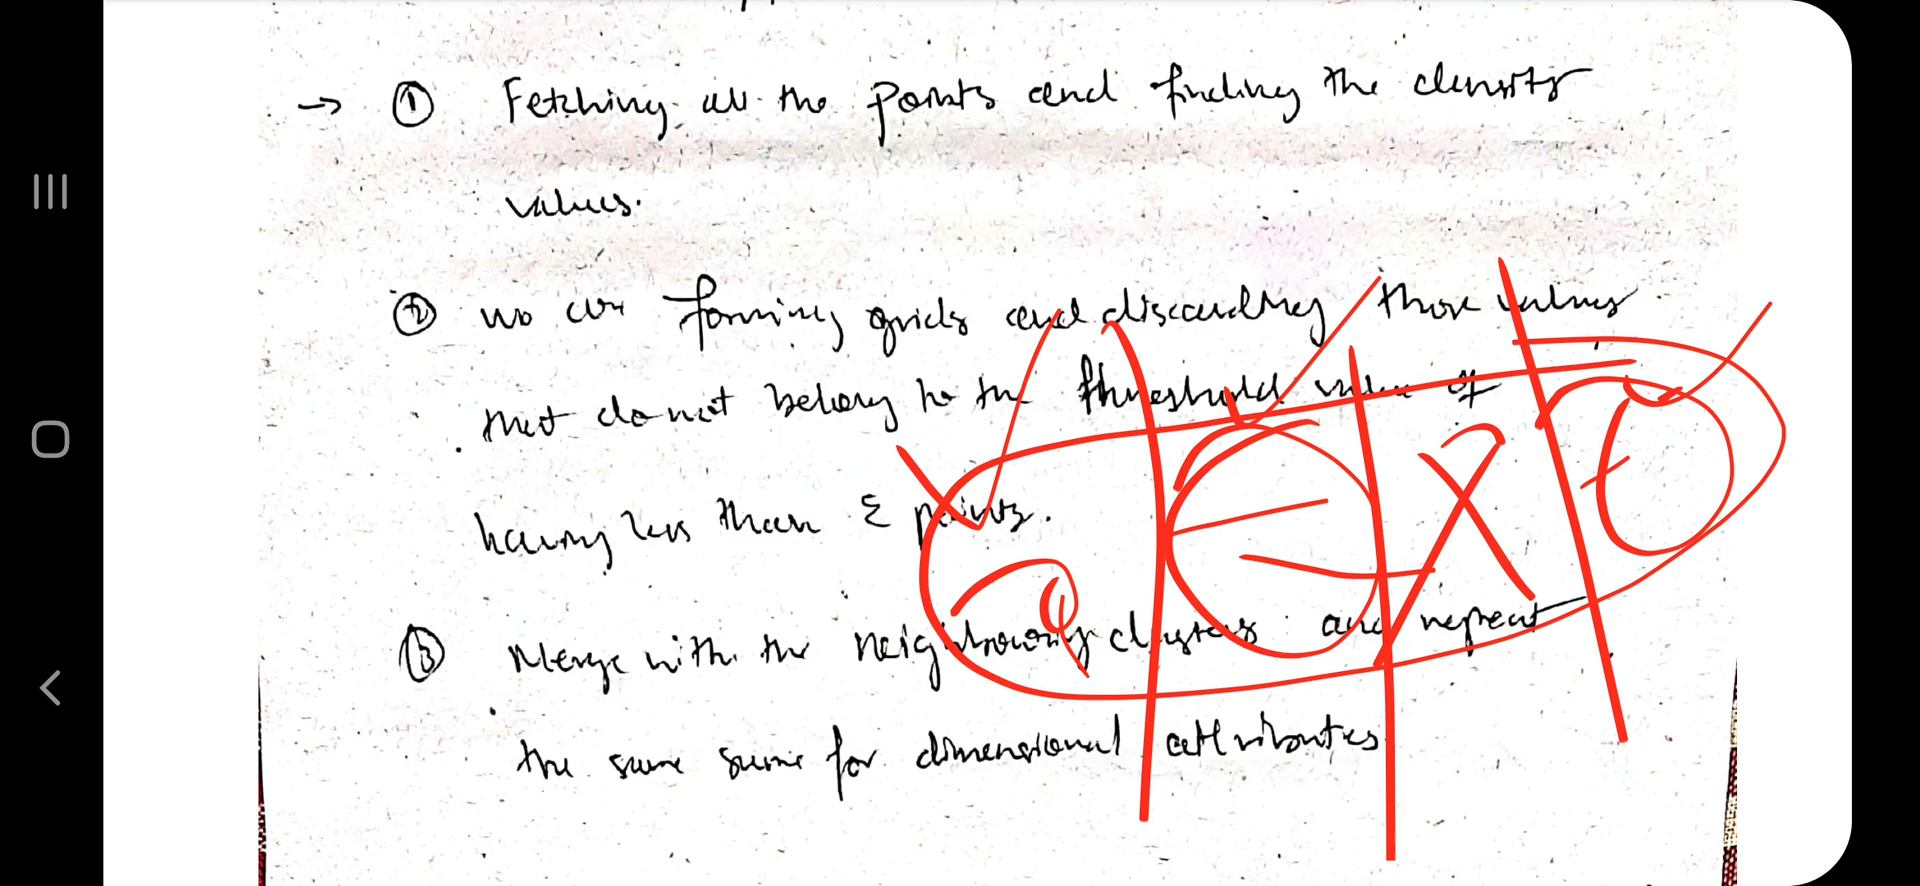 → ① Fetching all the points and finding the density
values.
② we are forming grids and discarding those values
that do not belong to the threshold value of
having less than Σ points.
③ Merge with the neighbouring clusters and repeat
the same same for dimensional attributes